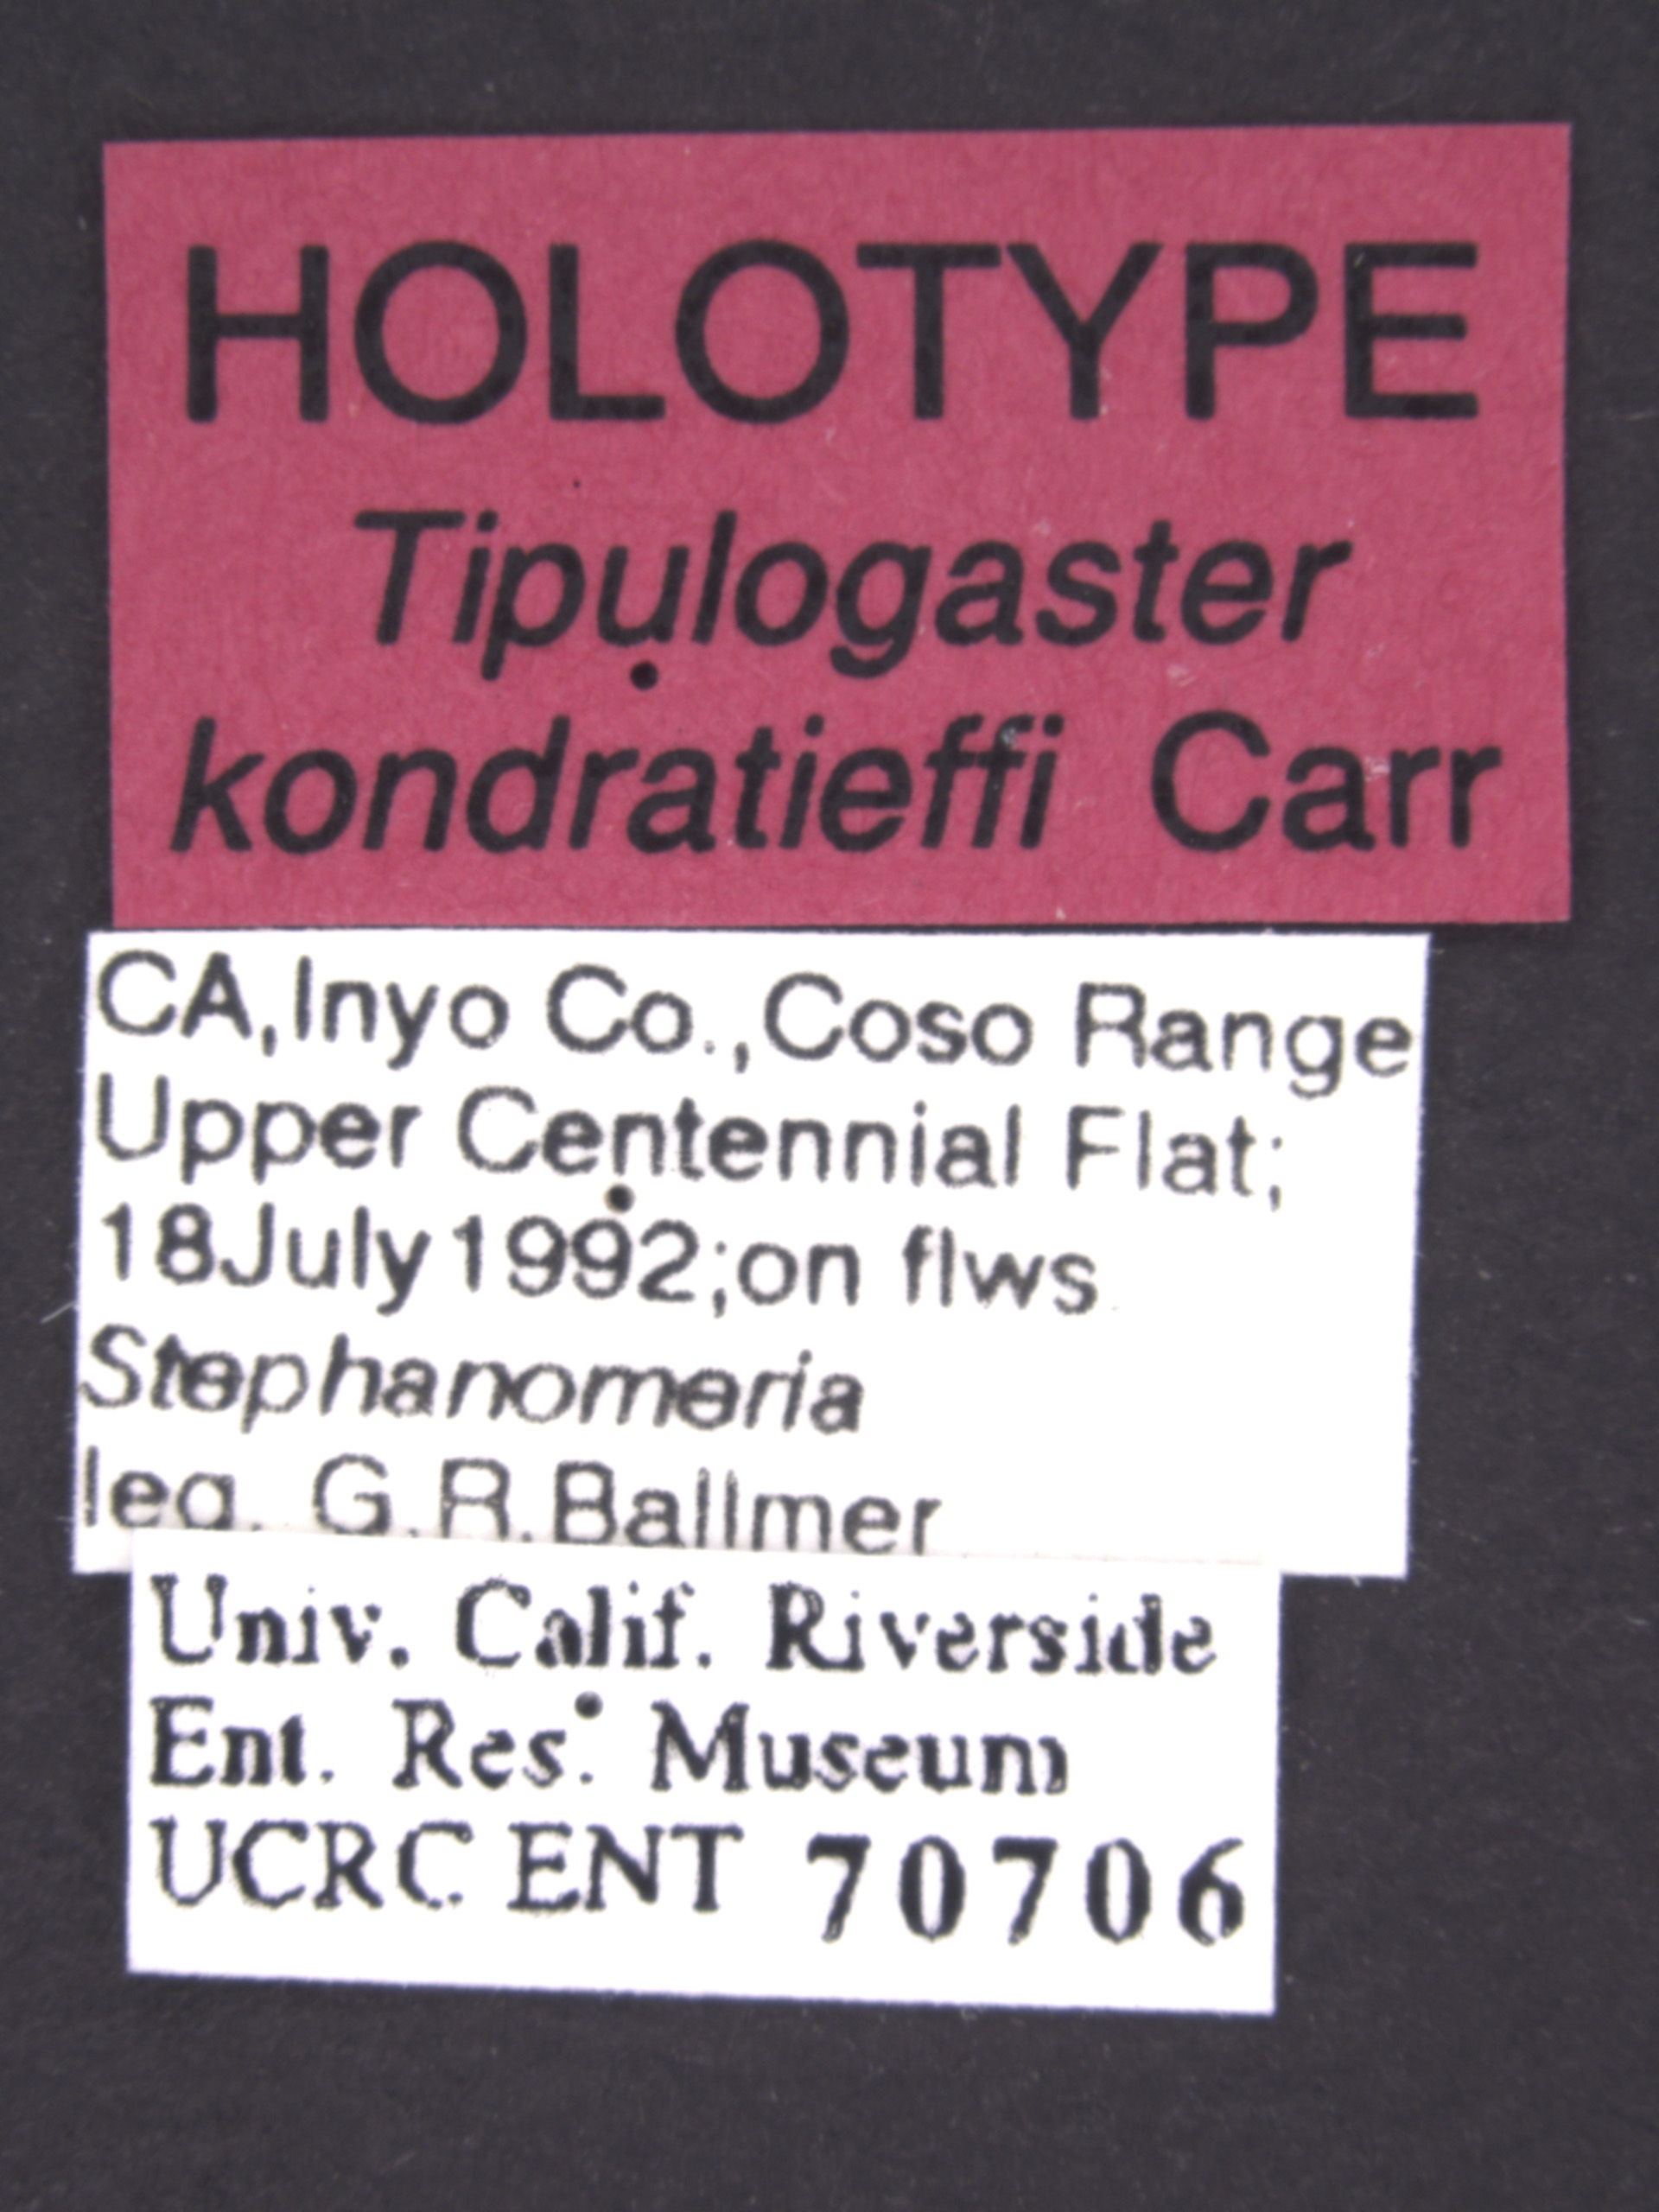 HOLOTYPE
Tipulogaster
kondratieffi Carr
CA,Inyo Co.,Coso Range
Upper Centennial Flat;
18July1992;on flws
Stephanomeria
leg. G.R.Ballmer
Univ. Calif. Riverside
Ent. Res. Museum
UCRC ENT 70706